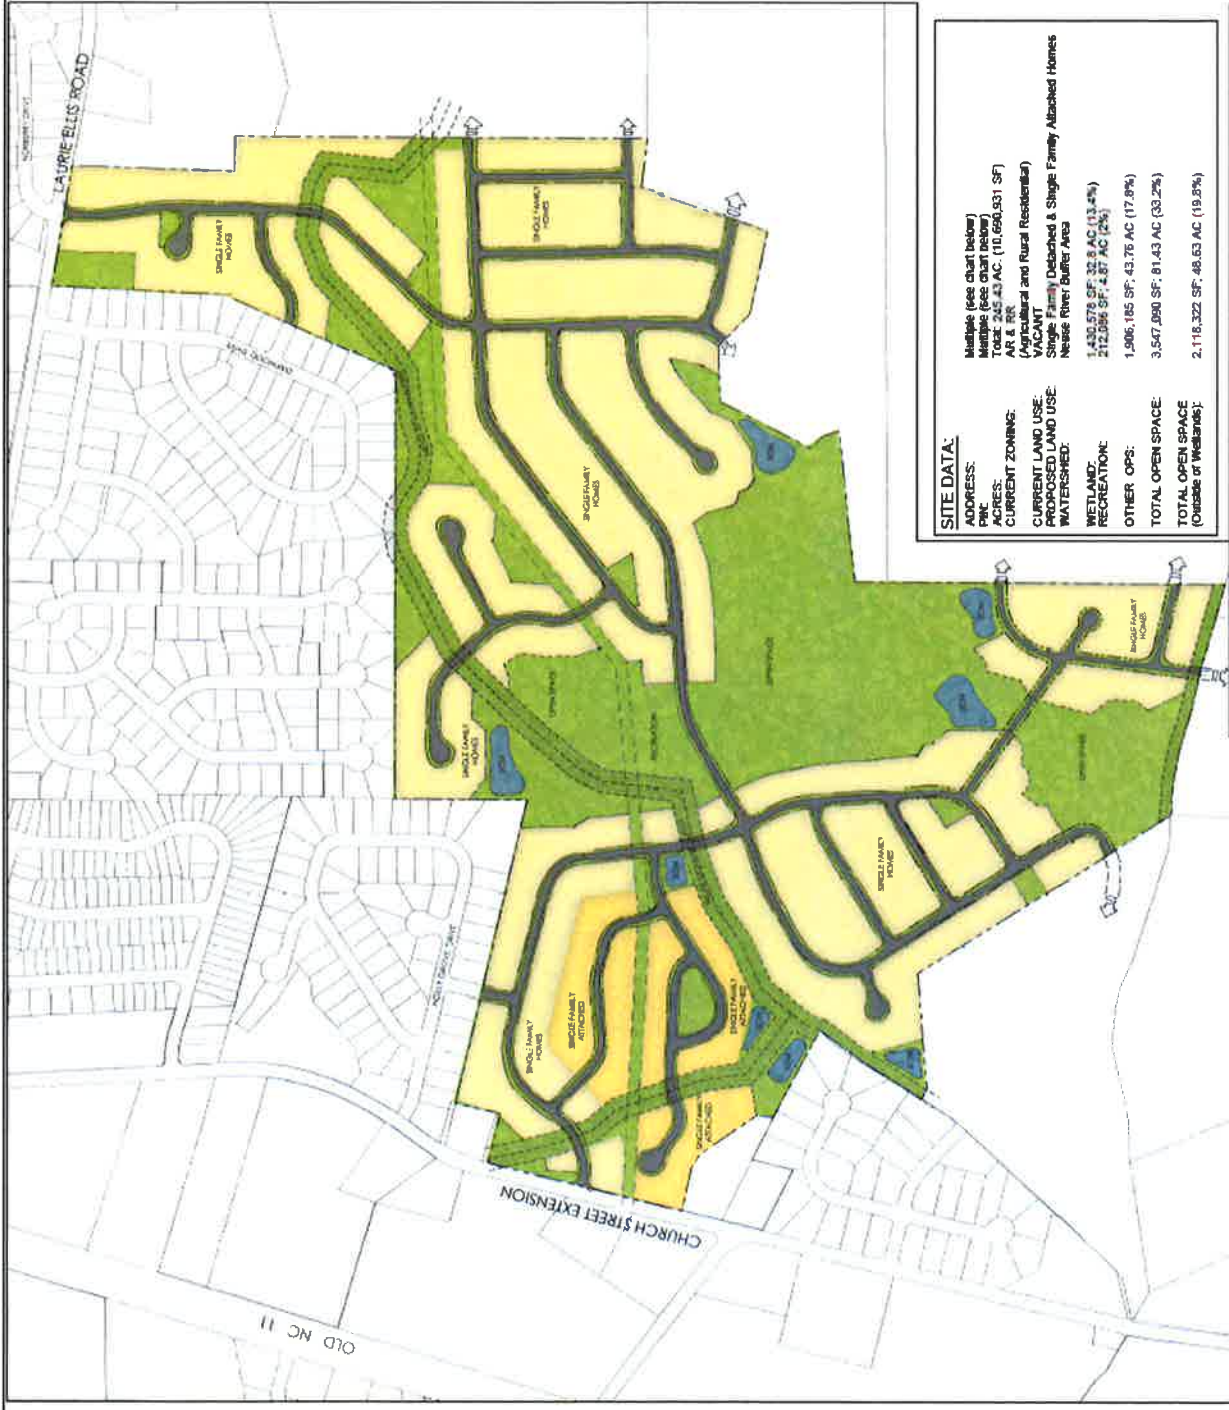 LAURIE ELLIS ROAD
SINGLE FAMILY
HOMES
SINGLE FAMILY
HOMES
SINGLE FAMILY
HOMES
SINGLE FAMILY
HOMES
OPEN SPACE
RECREATION
OPEN SPACE
SINGLE FAMILY
HOMES
OPEN SPACE
SINGLE FAMILY
HOMES
SINGLE FAMILY
HOMES
SINGLE FAMILY
ATTACHED
SINGLE FAMILY
ATTACHED
SINGLE FAMILY
ATTACHED
CHURCH STREET EXTENSION
OLD NC 11
SITE DATA:
ADDRESS: Multiple (see chart below)
PIN: Multiple (see chart below)
ACRES: Total: 245.43 AC. (10,690,931 SF)
CURRENT ZONING: AR & RR
(Agricultural and Rural Residential)
CURRENT LAND USE: VACANT
PROPOSED LAND USE: Single Family Detached & Single Family Attached Homes
WATERSHED: Neuse River Buffer Area
WETLAND: 1,430,578 SF; 32.8 AC (13.4%)
RECREATION: 212,086 SF; 4.87 AC (2%)
OTHER OPS: 1,906,185 SF; 43.76 AC (17.8%)
TOTAL OPEN SPACE: 3,547,090 SF; 81.43 AC (33.2%)
TOTAL OPEN SPACE
(Outside of Wetlands): 2,118,322 SF; 48.63 AC (19.8%)